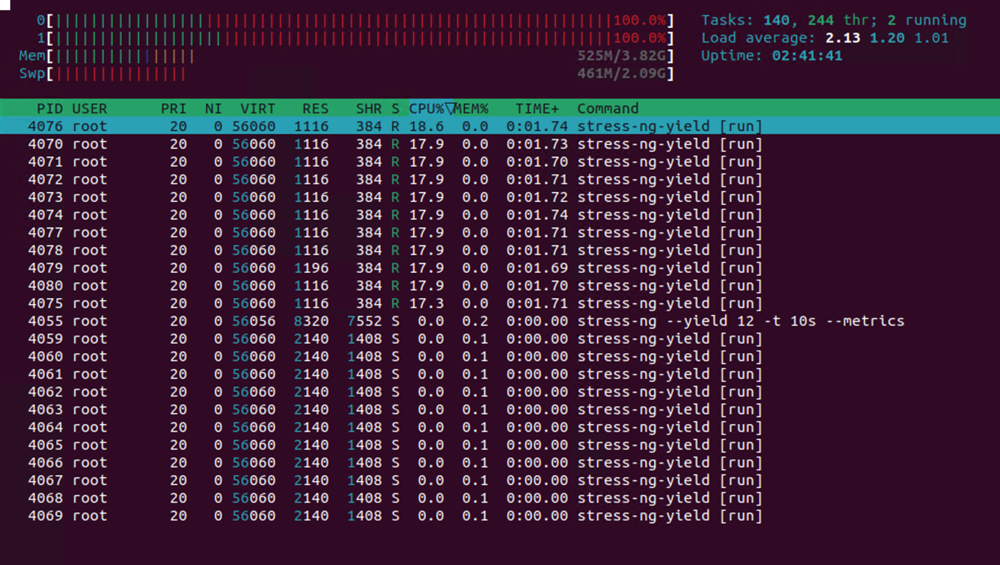 0[100.0%] Tasks: 140, 244 thr; 2 running
1[100.0%] Load average: 2.13 1.20 1.01
Mem[525M/3.82G] Uptime: 02:41:41
Swp[461M/2.09G]
PID USER PRI NI VIRT RES SHR S CPU%▽MEM% TIME+ Command
4076 root 20 0 56060 1116 384 R 18.6 0.0 0:01.74 stress-ng-yield [run]
4070 root 20 0 56060 1116 384 R 17.9 0.0 0:01.73 stress-ng-yield [run]
4071 root 20 0 56060 1116 384 R 17.9 0.0 0:01.70 stress-ng-yield [run]
4072 root 20 0 56060 1116 384 R 17.9 0.0 0:01.71 stress-ng-yield [run]
4073 root 20 0 56060 1116 384 R 17.9 0.0 0:01.72 stress-ng-yield [run]
4074 root 20 0 56060 1116 384 R 17.9 0.0 0:01.74 stress-ng-yield [run]
4077 root 20 0 56060 1116 384 R 17.9 0.0 0:01.71 stress-ng-yield [run]
4078 root 20 0 56060 1116 384 R 17.9 0.0 0:01.71 stress-ng-yield [run]
4079 root 20 0 56060 1196 384 R 17.9 0.0 0:01.69 stress-ng-yield [run]
4080 root 20 0 56060 1116 384 R 17.9 0.0 0:01.70 stress-ng-yield [run]
4075 root 20 0 56060 1116 384 R 17.3 0.0 0:01.71 stress-ng-yield [run]
4055 root 20 0 56056 8320 7552 S 0.0 0.2 0:00.00 stress-ng --yield 12 -t 10s --metrics
4059 root 20 0 56060 2140 1408 S 0.0 0.1 0:00.00 stress-ng-yield [run]
4060 root 20 0 56060 2140 1408 S 0.0 0.1 0:00.00 stress-ng-yield [run]
4061 root 20 0 56060 2140 1408 S 0.0 0.1 0:00.00 stress-ng-yield [run]
4062 root 20 0 56060 2140 1408 S 0.0 0.1 0:00.00 stress-ng-yield [run]
4063 root 20 0 56060 2140 1408 S 0.0 0.1 0:00.00 stress-ng-yield [run]
4064 root 20 0 56060 2140 1408 S 0.0 0.1 0:00.00 stress-ng-yield [run]
4065 root 20 0 56060 2140 1408 S 0.0 0.1 0:00.00 stress-ng-yield [run]
4066 root 20 0 56060 2140 1408 S 0.0 0.1 0:00.00 stress-ng-yield [run]
4067 root 20 0 56060 2140 1408 S 0.0 0.1 0:00.00 stress-ng-yield [run]
4068 root 20 0 56060 2140 1408 S 0.0 0.1 0:00.00 stress-ng-yield [run]
4069 root 20 0 56060 2140 1408 S 0.0 0.1 0:00.00 stress-ng-yield [run]